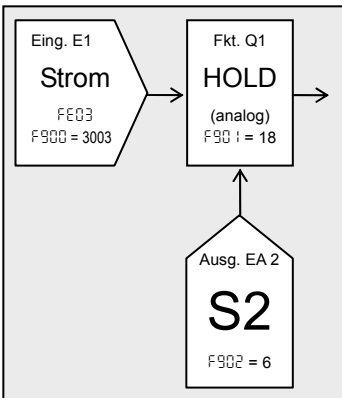 Eing. E1
Strom
FE03
F900 = 3003
Fkt. Q1
HOLD
(analog)
F901 = 18
Ausg. EA 2
S2
F902 = 6